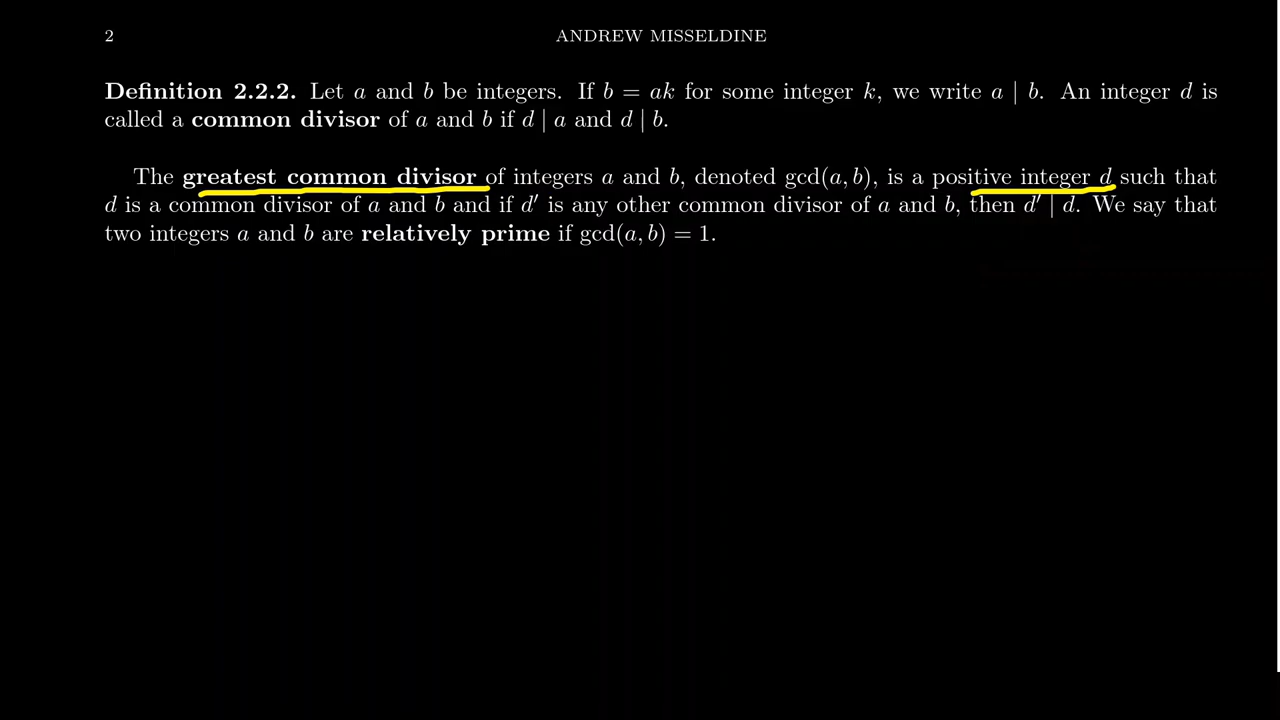 2
ANDREW MISSELDINE
Definition 2.2.2. Let a and b be integers. If b = ak for some integer k, we write a | b. An integer d is
called a common divisor of a and b if d | a and d | b.
The greatest common divisor of integers a and b, denoted gcd(a, b), is a positive integer d such that
d is a common divisor of a and b and if d′ is any other common divisor of a and b, then d′ | d. We say that
two integers a and b are relatively prime if gcd(a, b) = 1.